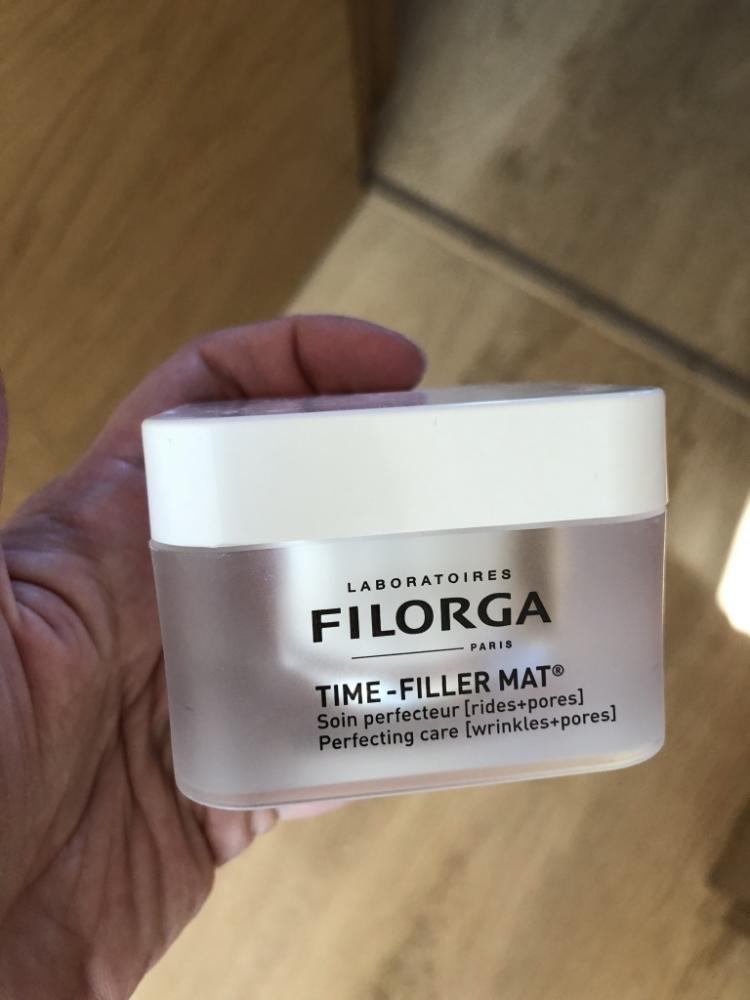 LABORATOIRES
FILORGA
PARIS
TIME-FILLER MAT®
Soin perfecteur [rides+pores]
Perfecting care [wrinkles+pores]